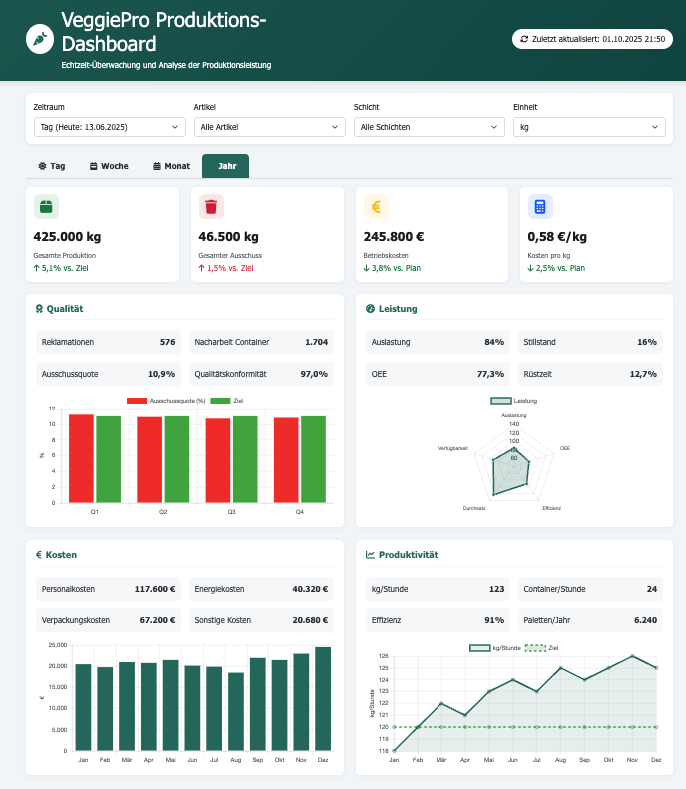 VeggiePro Produktions-
Dashboard
Echtzeit-Überwachung und Analyse der Produktionsleistung
Zuletzt aktualisiert: 01.10.2025 21:50
Zeitraum
Artikel
Schicht
Einheit
Tag (Heute: 13.06.2025)
Alle Artikel
Alle Schichten
kg
Tag
Woche
Monat
Jahr
425.000 kg
Gesamte Produktion
↑ 5,1% vs. Ziel
46.500 kg
Gesamter Ausschuss
↑ 1,5% vs. Ziel
€
245.800 €
Betriebskosten
↓ 3,8% vs. Plan
0,58 €/kg
Kosten pro kg
↓ 2,5% vs. Plan
Qualität
Reklamationen 576
Nacharbeit Container 1.704
Ausschussquote 10,9%
Qualitätskonformität 97,0%
Ausschussquote (%) Ziel
12
10
8
6
4
2
0
%
Q1 Q2 Q3 Q4
Leistung
Auslastung 84%
Stillstand 16%
OEE 77,3%
Rüstzeit 12,7%
Leistung
Auslastung
140
120
100
80
60
Verfügbarkeit
OEE
Durchsatz
Effizienz
€ Kosten
Personalkosten 117.600 €
Energiekosten 40.320 €
Verpackungskosten 67.200 €
Sonstige Kosten 20.680 €
25,000
20,000
15,000
10,000
5,000
0
€
Jan Feb Mär Apr Mai Jun Jul Aug Sep Okt Nov Dez
Produktivität
kg/Stunde 123
Container/Stunde 24
Effizienz 91%
Paletten/Jahr 6.240
kg/Stunde Ziel
126
125
124
123
122
121
120
119
118
kg/Stunde
Jan Feb Mär Apr Mai Jun Jul Aug Sep Okt Nov Dez